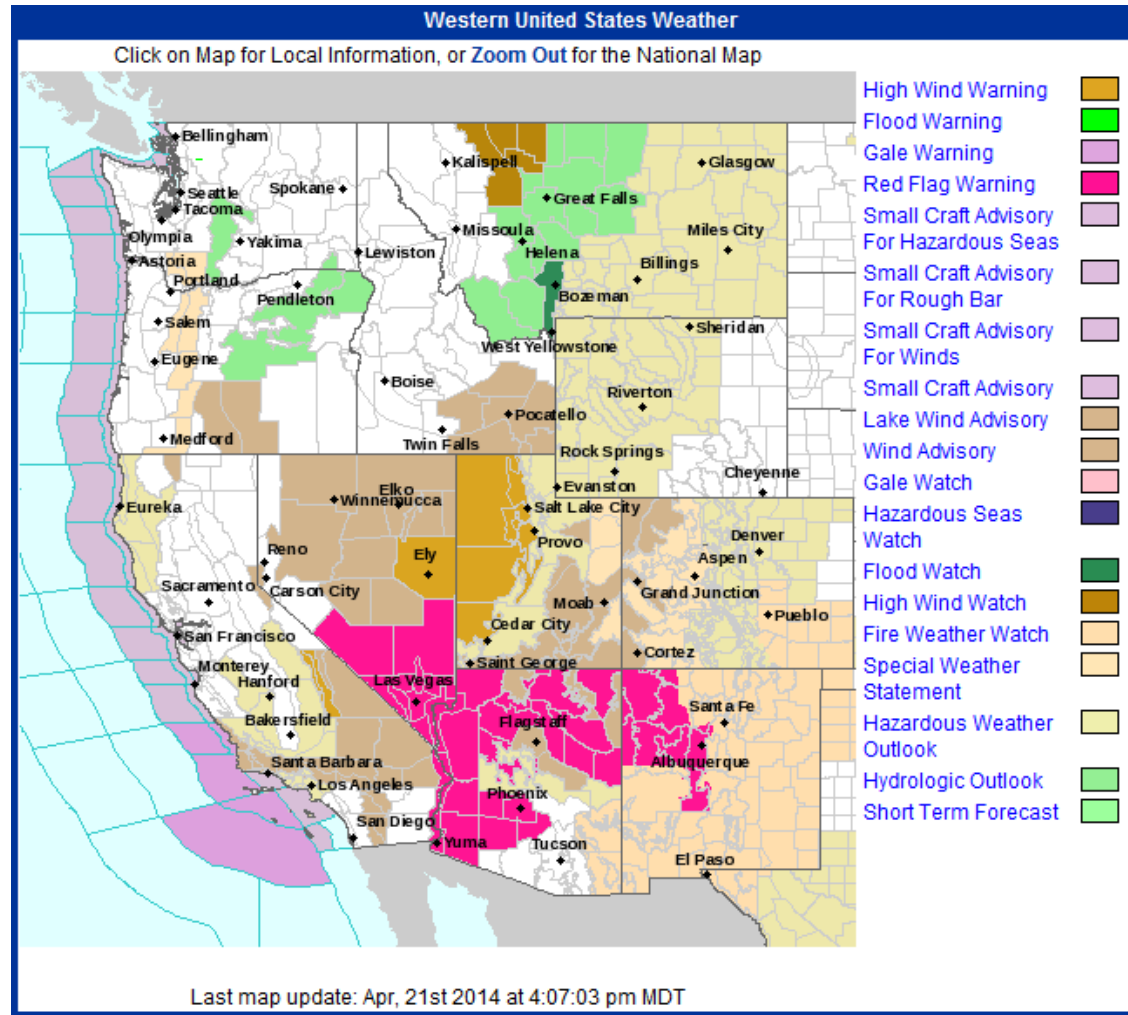 Western United States Weather
Click on Map for Local Information, or Zoom Out for the National Map
Bellingham
Kalispell
Glasgow
Seattle
Spokane
Great Falls
Tacoma
Olympia
Yakima
Lewiston
Missoula
Helena
Miles City
Astoria
Portland
Pendleton
Billings
Bozeman
Salem
Sheridan
West Yellowstone
Eugene
Boise
Riverton
Pocatello
Medford
Twin Falls
Rock Springs
Cheyenne
Evanston
Elko
Winnemucca
Eureka
Salt Lake City
Provo
Denver
Reno
Ely
Aspen
Sacramento
Carson City
Grand Junction
Moab
Pueblo
San Francisco
Cedar City
Cortez
Saint George
Monterey
Hanford
Las Vegas
Santa Fe
Bakersfield
Flagstaff
Albuquerque
Santa Barbara
Los Angeles
Phoenix
San Diego
Yuma
Tucson
El Paso
High Wind Warning
Flood Warning
Gale Warning
Red Flag Warning
Small Craft Advisory
For Hazardous Seas
Small Craft Advisory
For Rough Bar
Small Craft Advisory
For Winds
Small Craft Advisory
Lake Wind Advisory
Wind Advisory
Gale Watch
Hazardous Seas
Watch
Flood Watch
High Wind Watch
Fire Weather Watch
Special Weather
Statement
Hazardous Weather
Outlook
Hydrologic Outlook
Short Term Forecast
Last map update: Apr, 21st 2014 at 4:07:03 pm MDT